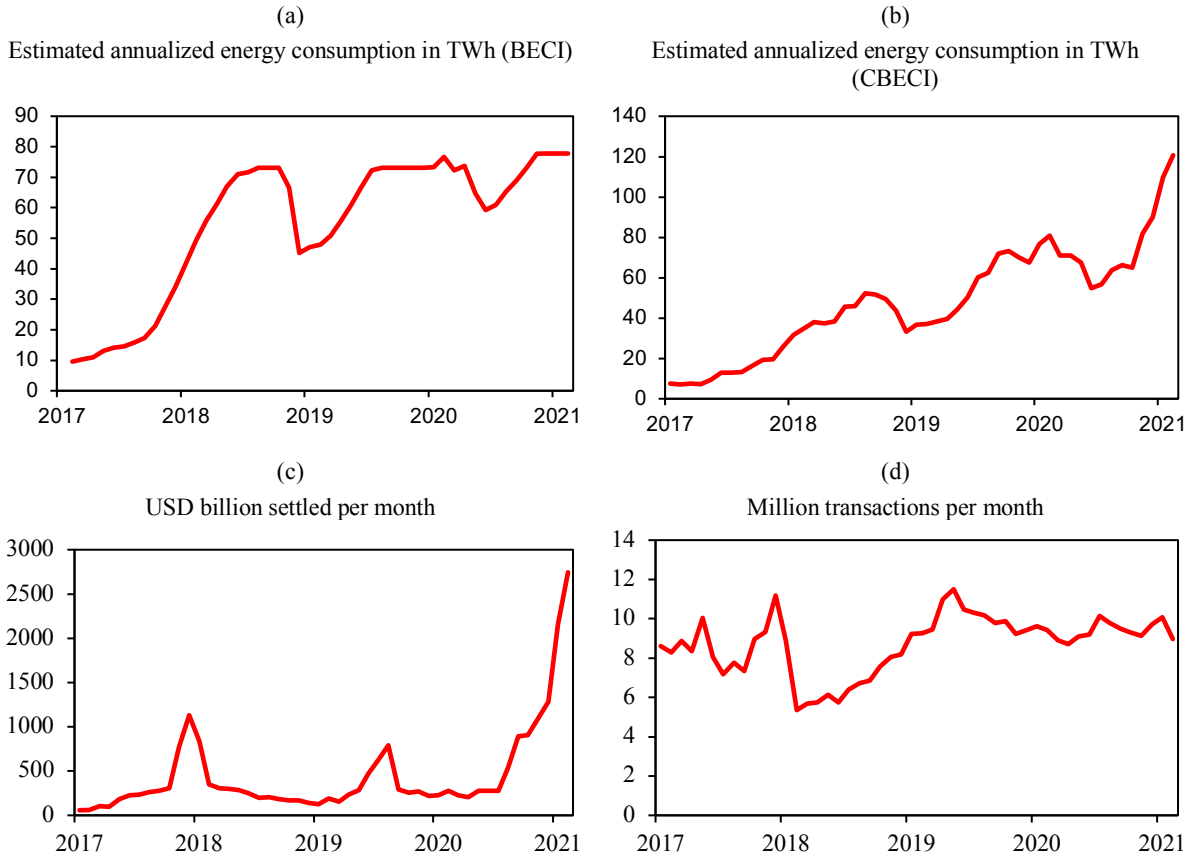 (a)
Estimated annualized energy consumption in TWh (BECI)
90
80
70
60
50
40
30
20
10
0
2017 2018 2019 2020 2021
(b)
Estimated annualized energy consumption in TWh
(CBECI)
140
120
100
80
60
40
20
0
2017 2018 2019 2020 2021
(c)
USD billion settled per month
3000
2500
2000
1500
1000
500
0
2017 2018 2019 2020 2021
(d)
Million transactions per month
14
12
10
8
6
4
2
0
2017 2018 2019 2020 2021